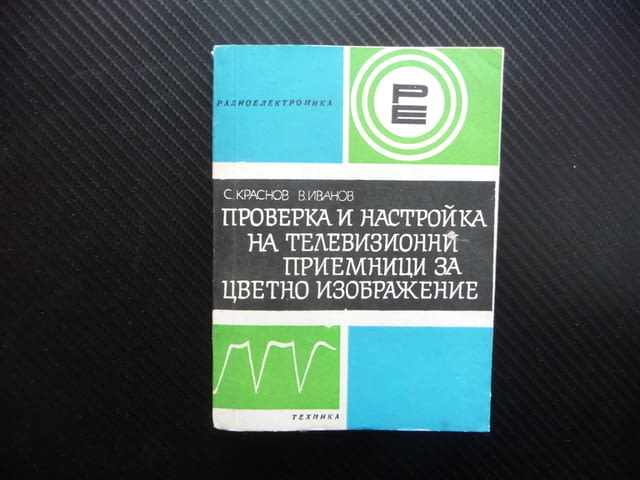 РАДИОЕЛЕКТРОНИКА
РЕ
С. КРАСНОВ В. ИВАНОВ
ПРОВЕРКА И НАСТРОЙКА
НА ТЕЛЕВИЗИОННИ
ПРИЕМНИЦИ ЗА
ЦВЕТНО ИЗОБРАЖЕНИЕ
ТЕХНИКА